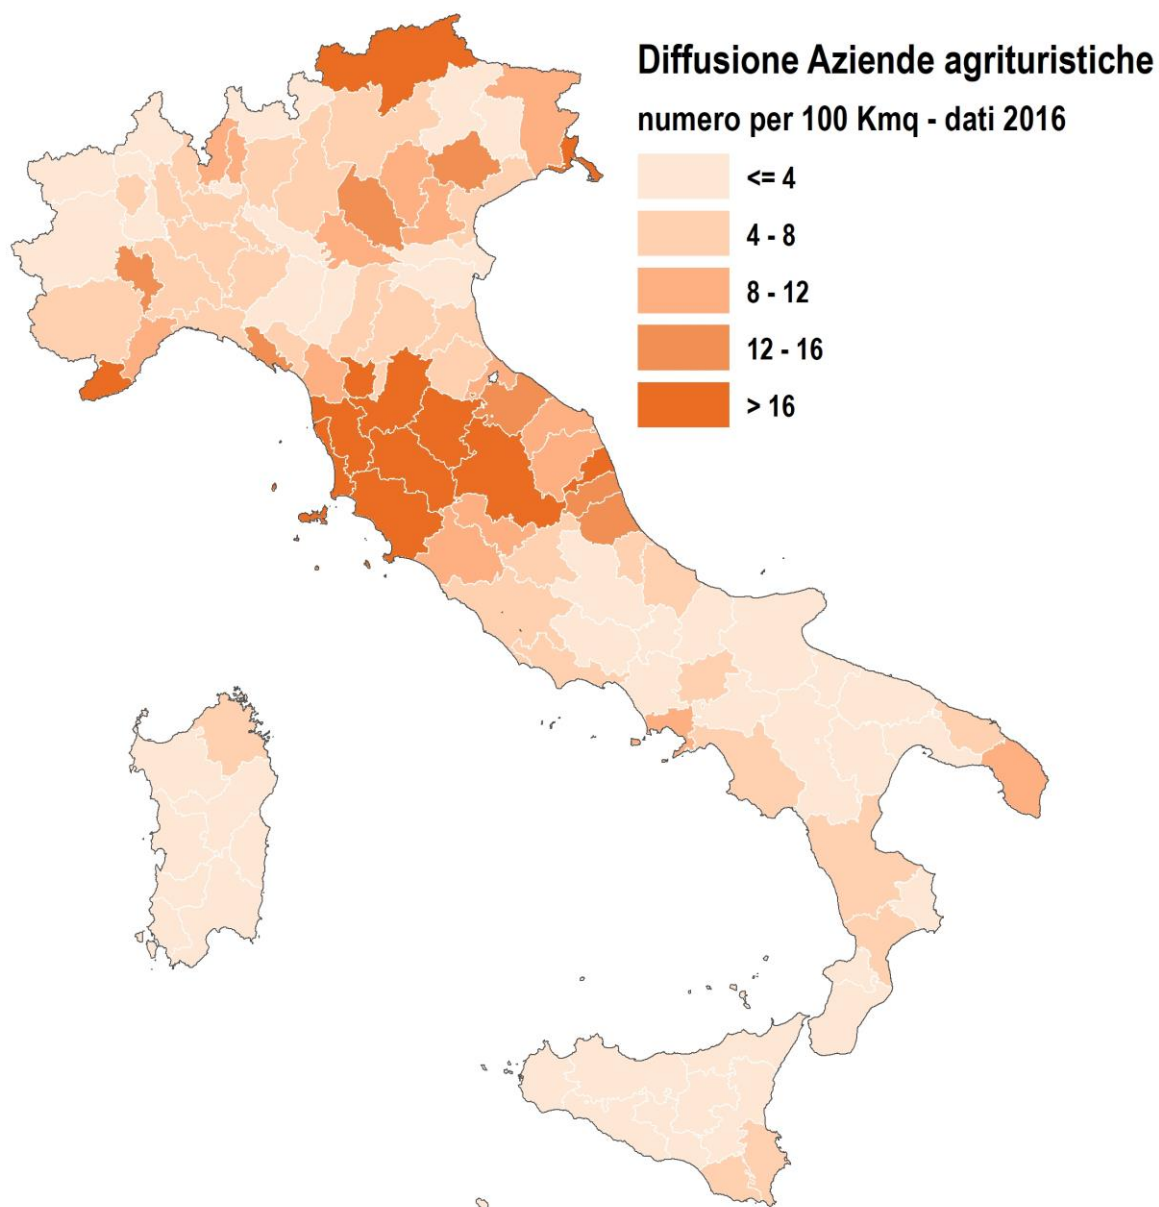 Diffusione Aziende agrituristiche
numero per 100 Kmq - dati 2016
<= 4
4 - 8
8 - 12
12 - 16
> 16